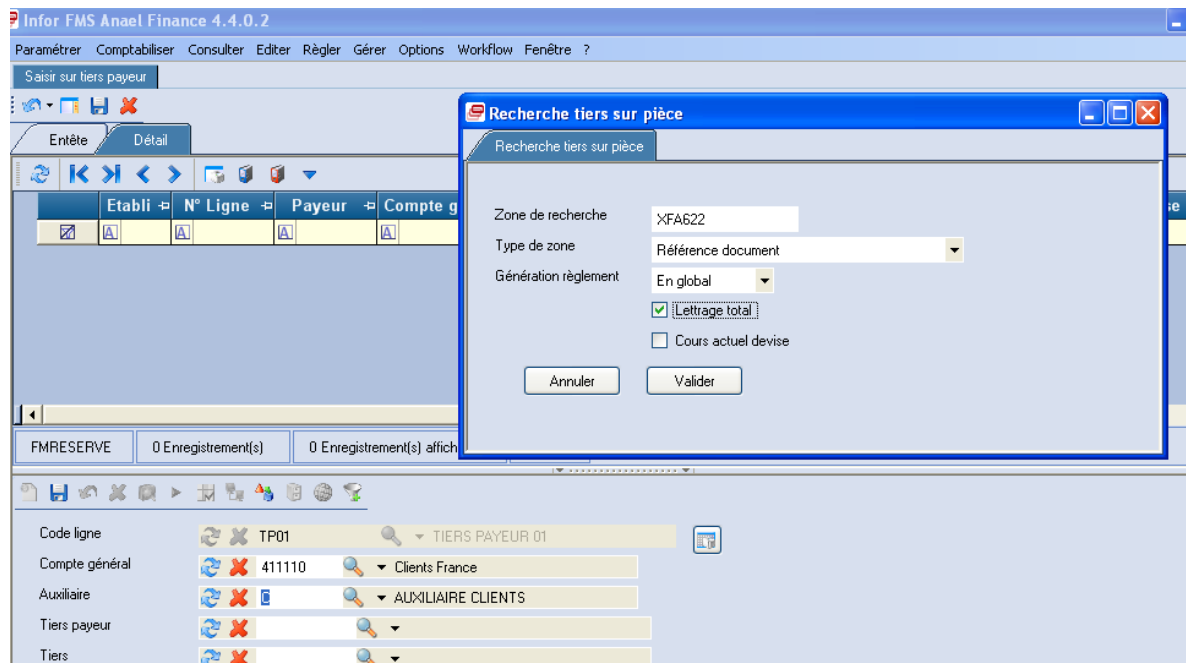 Infor FMS Anael Finance 4.4.0.2
Paramétrer Comptabiliser Consulter Editer Règler Gérer Options Workflow Fenêtre ?
Saisir sur tiers payeur
Entête Détail
Etabli N° Ligne Payeur Compte g
A A A A
Recherche tiers sur pièce
Recherche tiers sur pièce
Zone de recherche XFA622
Type de zone Référence document
Génération règlement En global
Lettrage total
Cours actuel devise
Annuler Valider
FMRESERVE 0 Enregistrement(s) 0 Enregistrement(s) affich
Code ligne TP01 TIERS PAYEUR 01
Compte général 411110 Clients France
Auxiliaire C AUXILIAIRE CLIENTS
Tiers payeur
Tiers